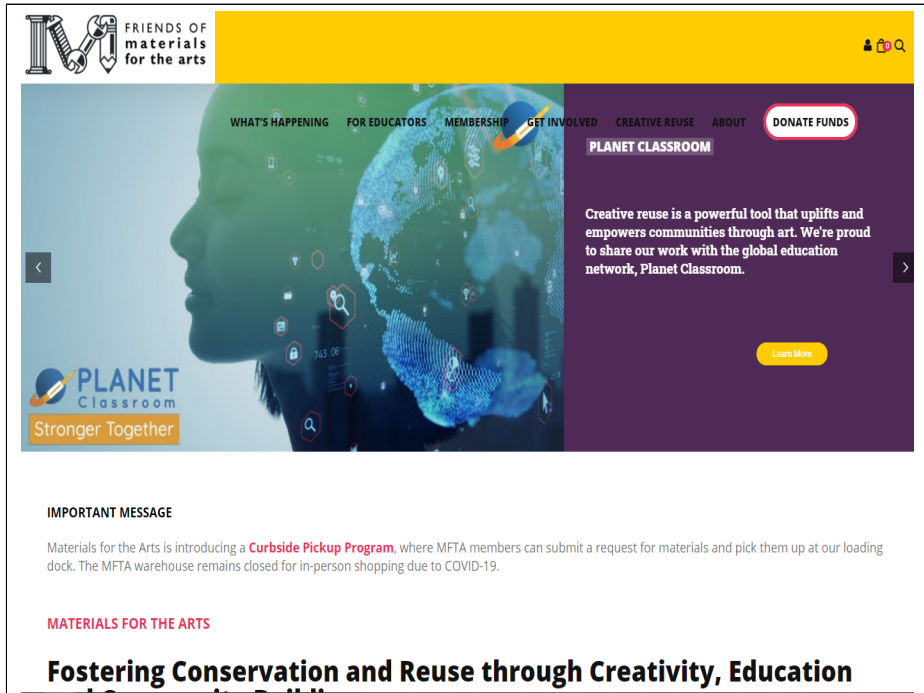 FRIENDS OF
materials
for the arts
0
WHAT'S HAPPENING FOR EDUCATORS MEMBERSHIP GET INVOLVED CREATIVE REUSE ABOUT DONATE FUNDS
PLANET CLASSROOM
Creative reuse is a powerful tool that uplifts and
empowers communities through art. We're proud
to share our work with the global education
network, Planet Classroom.
Learn More
743.06
PLANET
Classroom
Stronger Together
IMPORTANT MESSAGE
Materials for the Arts is introducing a Curbside Pickup Program, where MFTA members can submit a request for materials and pick them up at our loading
dock. The MFTA warehouse remains closed for in-person shopping due to COVID-19.
MATERIALS FOR THE ARTS
Fostering Conservation and Reuse through Creativity, Education